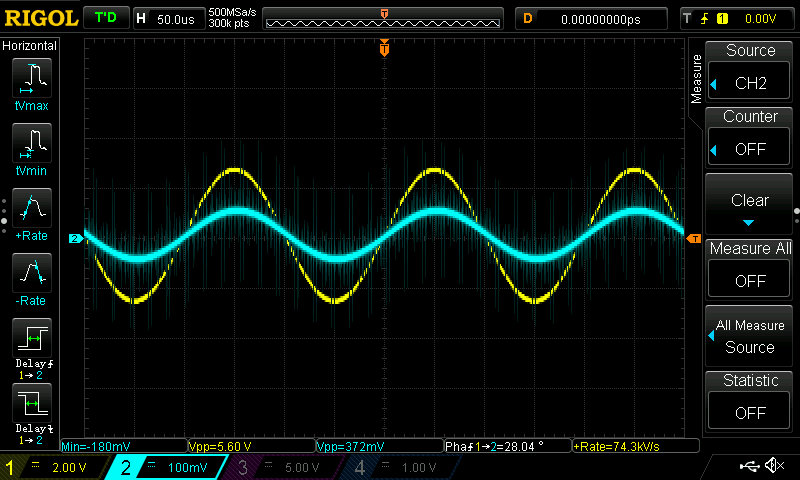 RIGOL T'D H 50.0us 500MSa/s 300k pts T D 0.00000000ps T 1 0.00V
Horizontal
tVmax
tVmin
+Rate
-Rate
Delay
1→2
Delay
1→2
T
2
T
Measure
Source
CH2
Counter
OFF
Clear
Measure All
OFF
All Measure
Source
Statistic
OFF
Min=-180mV Vpp=5.60 V Vpp=372mV Pha 1→2=28.04 ° +Rate=74.3kV/s
1 2.00 V 2 100mV 3 5.00 V 4 1.00 V